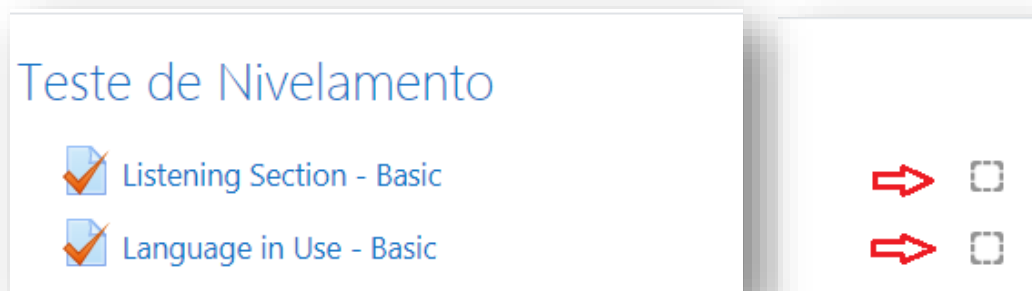 Teste de Nivelamento
Listening Section - Basic
Language in Use - Basic